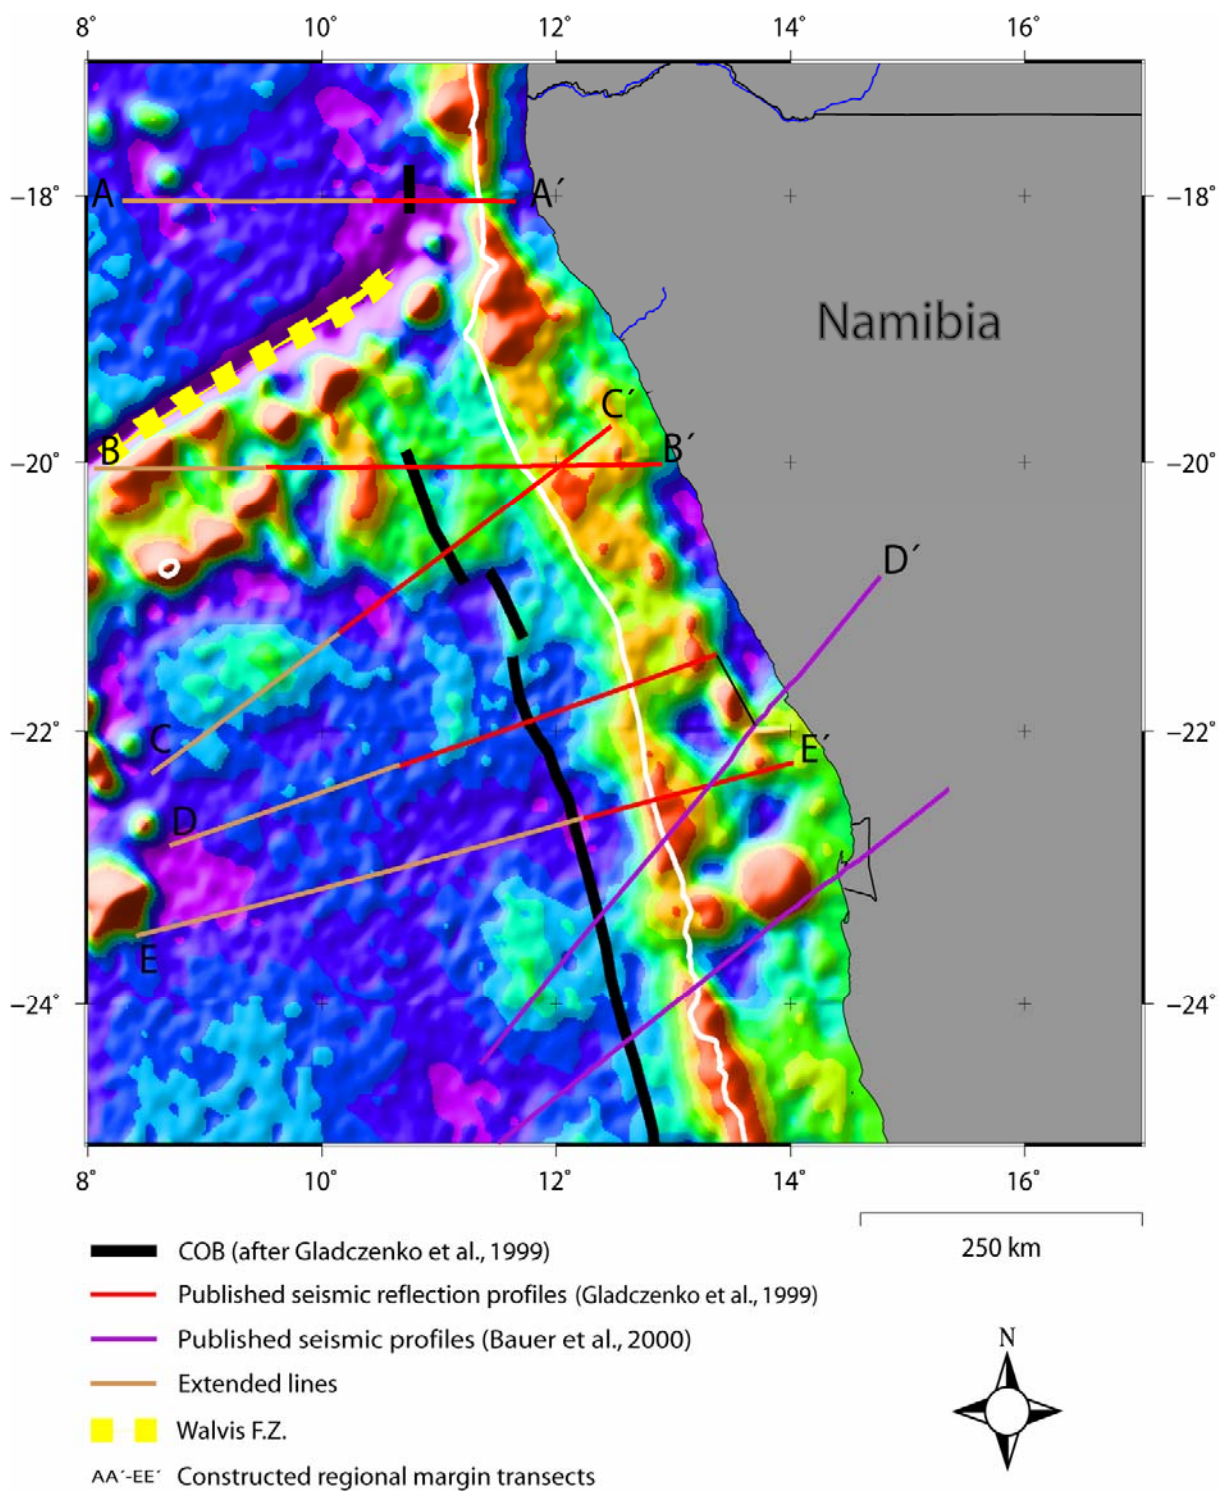 8° 10° 12° 14° 16°
−18° A A´ −18°
Namibia
C´
−20° B B´ −20°
D´
−22° C E´ −22°
D
E
−24° −24°
8° 10° 12° 14° 16°
COB (after Gladczenko et al., 1999)
250 km
Published seismic reflection profiles (Gladczenko et al., 1999)
Published seismic profiles (Bauer et al., 2000)
N
Extended lines
Walvis F.Z.
AA´-EE´ Constructed regional margin transects